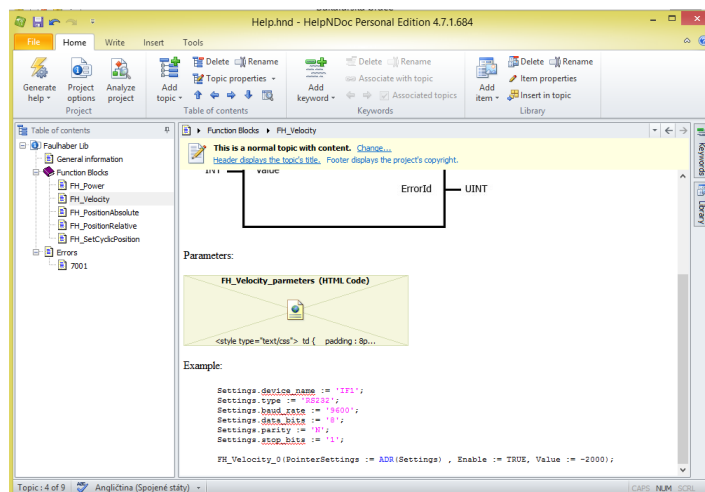 Help.hnd - HelpNDoc Personal Edition 4.7.1.684
File Home Write Insert Tools
Generate help
Project options
Analyze project
Project
Add topic
Delete Rename
Topic properties
Table of contents
Add keyword
Delete Rename
Associate with topic
Associated topics
Keywords
Add item
Delete Rename
Item properties
Insert in topic
Library
Table of contents
Faulhaber Lib
General information
Function Blocks
FH_Power
FH_Velocity
FH_PositionAbsolute
FH_PositionRelative
FH_SetCyclicPosition
Errors
7001
Function Blocks FH_Velocity
This is a normal topic with content. Change...
Header displays the topic's title. Footer displays the project's copyright.
INT Value
ErrorId UINT
Parameters:
FH_Velocity_parmeters (HTML Code)
<style type="text/css"> td { padding : 8p...
Example:
Settings.device_name := 'IF1';
Settings.type := 'RS232';
Settings.baud_rate := '9600';
Settings.data_bits := '8';
Settings.parity := 'N';
Settings.stop_bits := '1';
FH_Velocity_0(PointerSettings := ADR(Settings) , Enable := TRUE, Value := -2000);
Keywords
Library
Topic : 4 of 9 Angličtina (Spojené státy) CAPS NUM SCRL